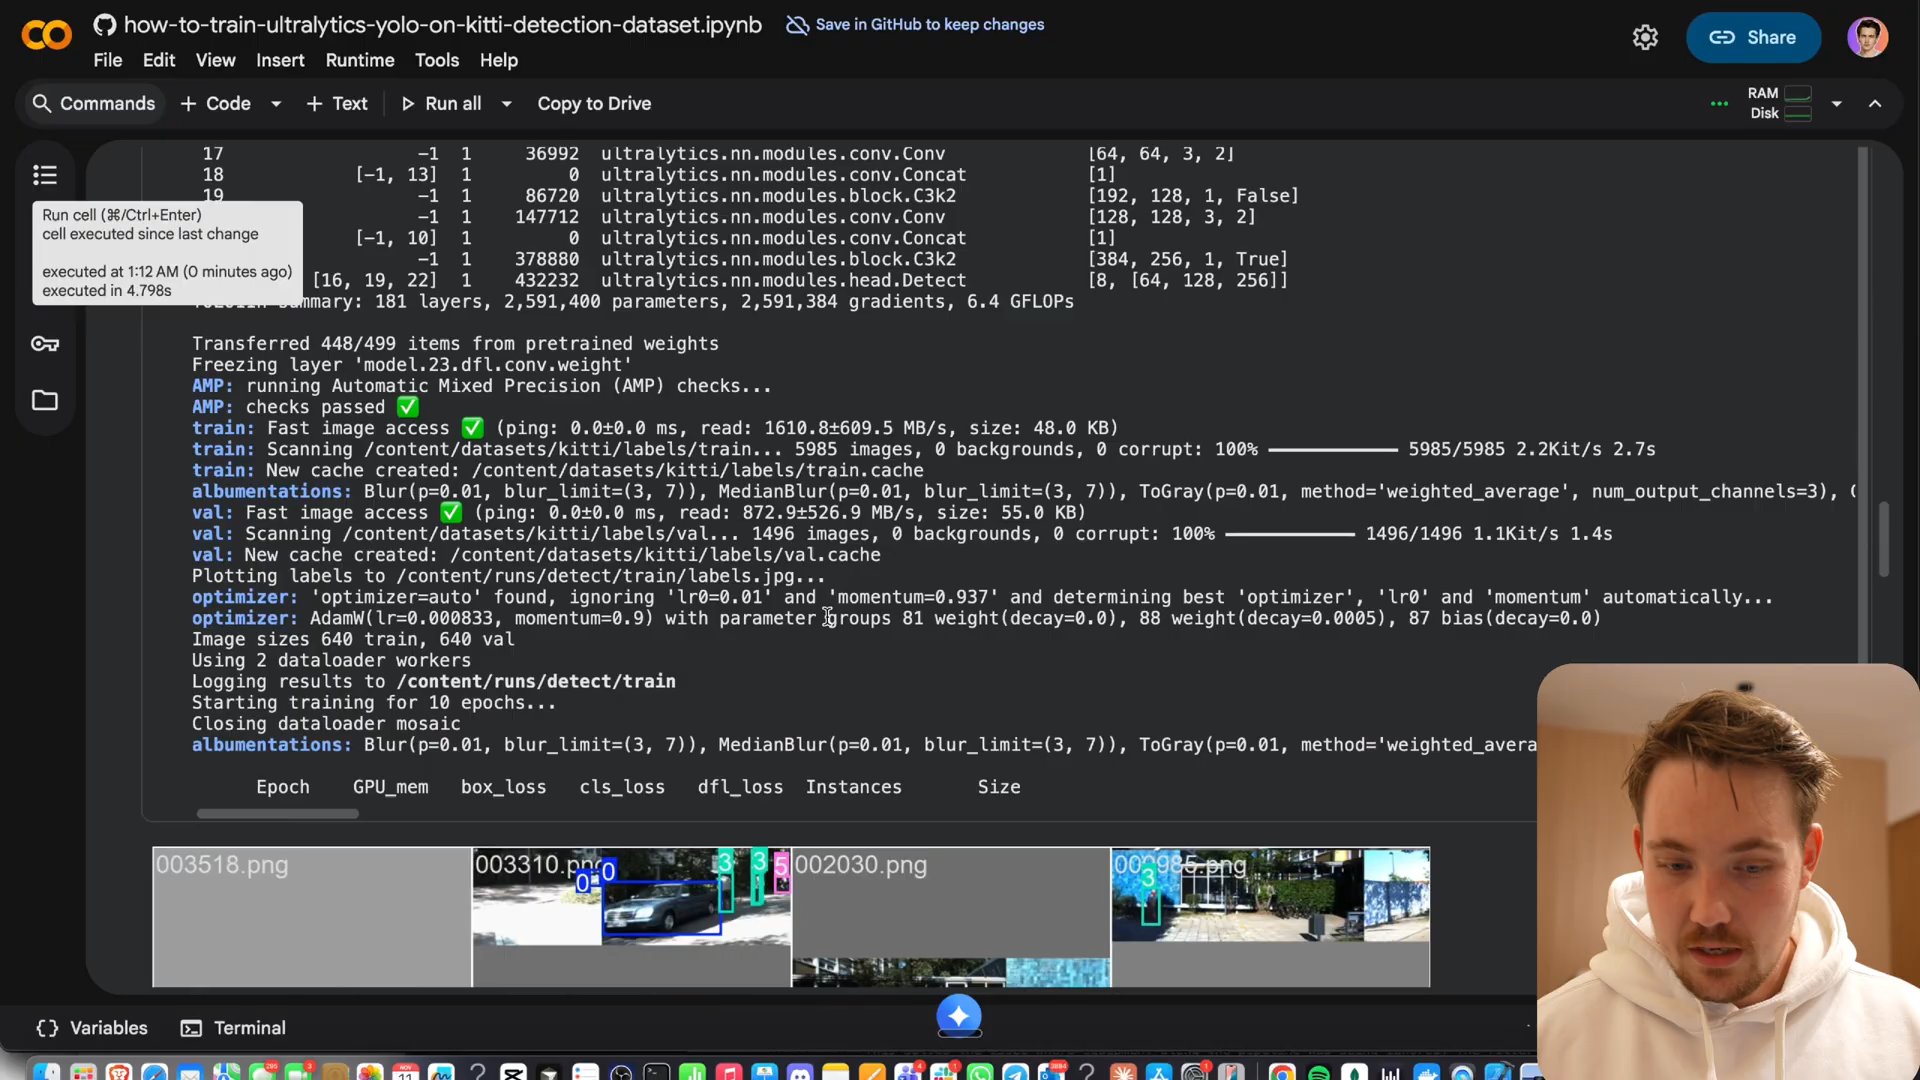 how-to-train-ultralytics-yolo-on-kitti-detection-dataset.ipynb
Save in GitHub to keep changes
Share
File Edit View Insert Runtime Tools Help
Commands + Code + Text Run all Copy to Drive
RAM
Disk
17 -1 1 36992 ultralytics.nn.modules.conv.Conv [64, 64, 3, 2]
18 [-1, 13] 1 0 ultralytics.nn.modules.conv.Concat [1]
19 -1 1 86720 ultralytics.nn.modules.block.C3k2 [192, 128, 1, False]
-1 1 147712 ultralytics.nn.modules.conv.Conv [128, 128, 3, 2]
[-1, 10] 1 0 ultralytics.nn.modules.conv.Concat [1]
-1 1 378880 ultralytics.nn.modules.block.C3k2 [384, 256, 1, True]
[16, 19, 22] 1 432232 ultralytics.nn.modules.head.Detect [8, [64, 128, 256]]
Run cell (⌘/Ctrl+Enter)
cell executed since last change
executed at 1:12 AM (0 minutes ago)
executed in 4.798s
summary: 181 layers, 2,591,400 parameters, 2,591,384 gradients, 6.4 GFLOPs
Transferred 448/499 items from pretrained weights
Freezing layer 'model.23.dfl.conv.weight'
AMP: running Automatic Mixed Precision (AMP) checks...
AMP: checks passed ✅
train: Fast image access ✅ (ping: 0.0±0.0 ms, read: 1610.8±609.5 MB/s, size: 48.0 KB)
train: Scanning /content/datasets/kitti/labels/train... 5985 images, 0 backgrounds, 0 corrupt: 100% 5985/5985 2.2Kit/s 2.7s
train: New cache created: /content/datasets/kitti/labels/train.cache
albumentations: Blur(p=0.01, blur_limit=(3, 7)), MedianBlur(p=0.01, blur_limit=(3, 7)), ToGray(p=0.01, method='weighted_average', num_output_channels=3),
val: Fast image access ✅ (ping: 0.0±0.0 ms, read: 872.9±526.9 MB/s, size: 55.0 KB)
val: Scanning /content/datasets/kitti/labels/val... 1496 images, 0 backgrounds, 0 corrupt: 100% 1496/1496 1.1Kit/s 1.4s
val: New cache created: /content/datasets/kitti/labels/val.cache
Plotting labels to /content/runs/detect/train/labels.jpg...
optimizer: 'optimizer=auto' found, ignoring 'lr0=0.01' and 'momentum=0.937' and determining best 'optimizer', 'lr0' and 'momentum' automatically...
optimizer: AdamW(lr=0.000833, momentum=0.9) with parameter groups 81 weight(decay=0.0), 88 weight(decay=0.0005), 87 bias(decay=0.0)
Image sizes 640 train, 640 val
Using 2 dataloader workers
Logging results to /content/runs/detect/train
Starting training for 10 epochs...
Closing dataloader mosaic
albumentations: Blur(p=0.01, blur_limit=(3, 7)), MedianBlur(p=0.01, blur_limit=(3, 7)), ToGray(p=0.01, method='weighted_avera
Epoch GPU_mem box_loss cls_loss dfl_loss Instances Size
003518.png 003310.png 002030.png
0 0 3 3 5 3
Variables Terminal